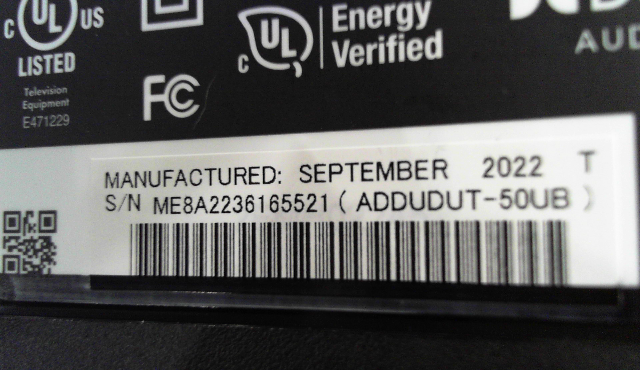 C UL US
LISTED
Television
Equipment
E471229
FC
C UL
Energy
Verified
AUD
MANUFACTURED: SEPTEMBER 2022 T
S/N ME8A2236165521 ( ADDUDUT-50UB )